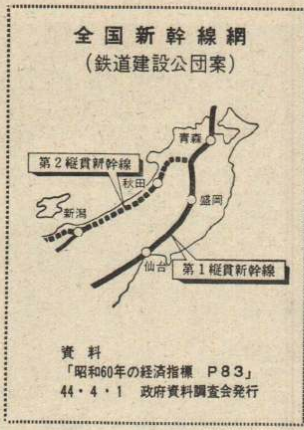 全国新幹線網
(鉄道建設公団案)
青森
第2縦貫新幹線
秋田
新潟
盛岡
仙台
第1縦貫新幹線
資料
「昭和60年の経済指標 P83」
44・4・1 政府資料調査会発行